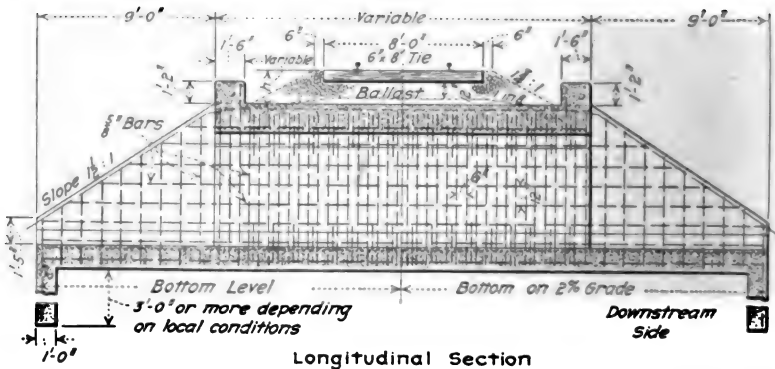 9'-0" Variable 9'-0"
1'-6" 6" 8'-0" 6" 1'-6"
Variable 6"x 8" Tie
1'-2" h Ballast 1'-2"
Bars
Slope 1½:1
6"
12"
1'-5"
Bottom Level Bottom on 2% Grade
3'-0" or more depending
on local conditions
Downstream
Side
1'-0"
Longitudinal Section